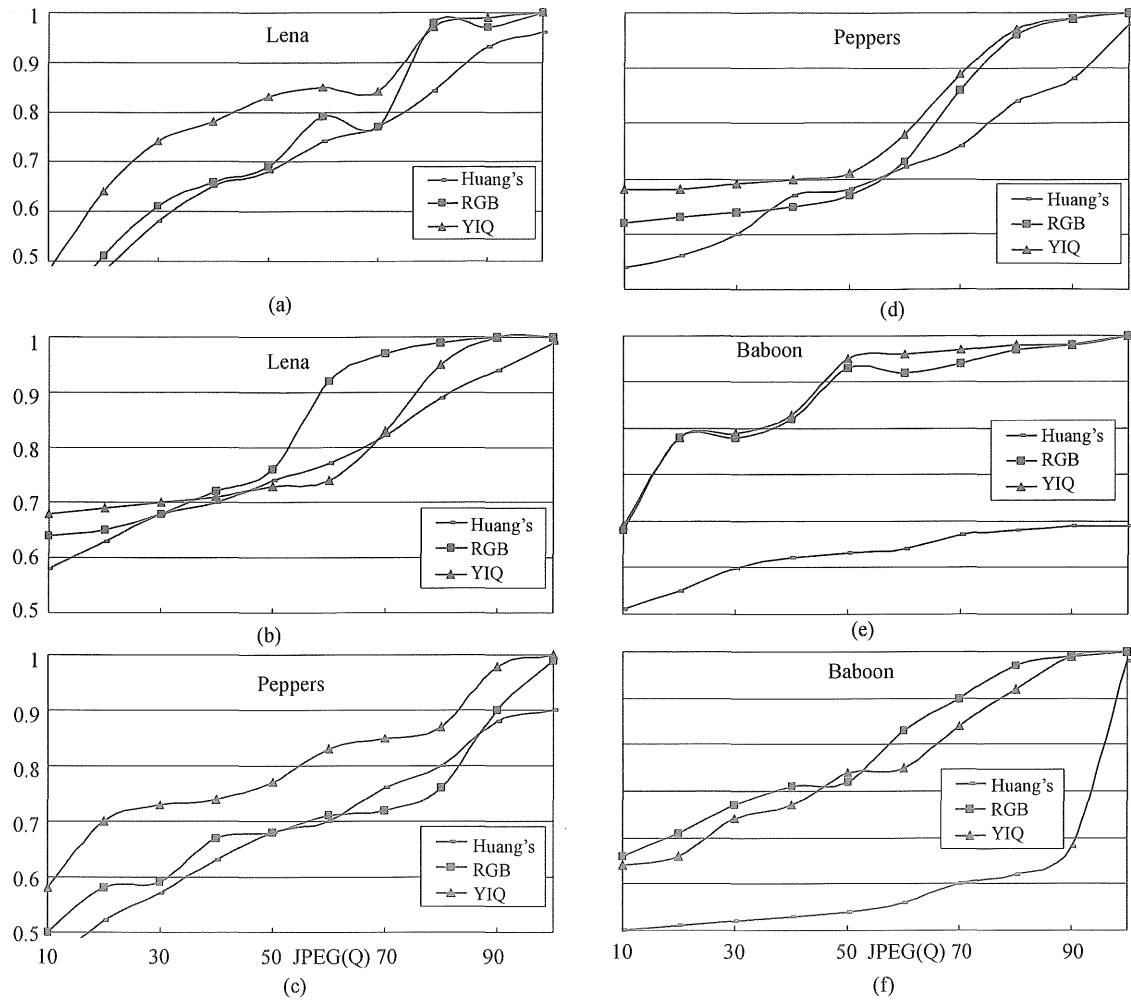 1
0.9
0.8
0.7
0.6
0.5
Lena
Huang's
RGB
YIQ
(a)
1
0.9
0.8
0.7
0.6
0.5
Lena
Huang's
RGB
YIQ
(b)
1
0.9
0.8
0.7
0.6
0.5
Peppers
Huang's
RGB
YIQ
10 30 50 JPEG(Q) 70 90
(c)
Peppers
Huang's
RGB
YIQ
(d)
Baboon
Huang's
RGB
YIQ
(e)
Baboon
Huang's
RGB
YIQ
10 30 50 JPEG(Q) 70 90
(f)